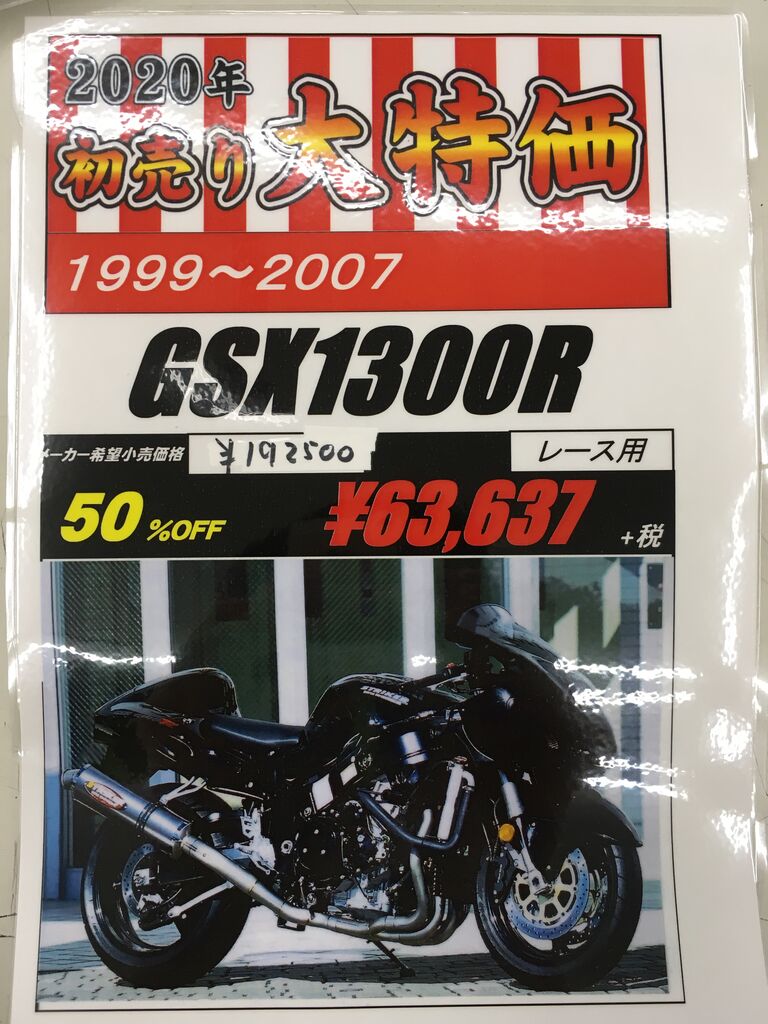 2020年
初売り大特価
1999～2007
GSX1300R
メーカー希望小売価格 ¥192500 レース用
50%OFF ¥63,637 +税
STRIKER